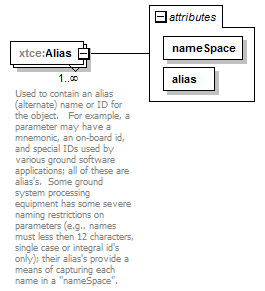 attributes
xtce:Alias
nameSpace
1..∞
alias
Used to contain an alias
(alternate) name or ID for
the object.   For example, a
parameter may have a
mnemonic, an on-board id,
and special IDs used by
various ground software
applications; all of these are
alias's.  Some ground
system processing
equipment has some severe
naming restrictions on
parameters (e.g., names
must less then 12 characters,
single case or integral id's
only); their alias's provide a
means of capturing each
name in a "nameSpace".